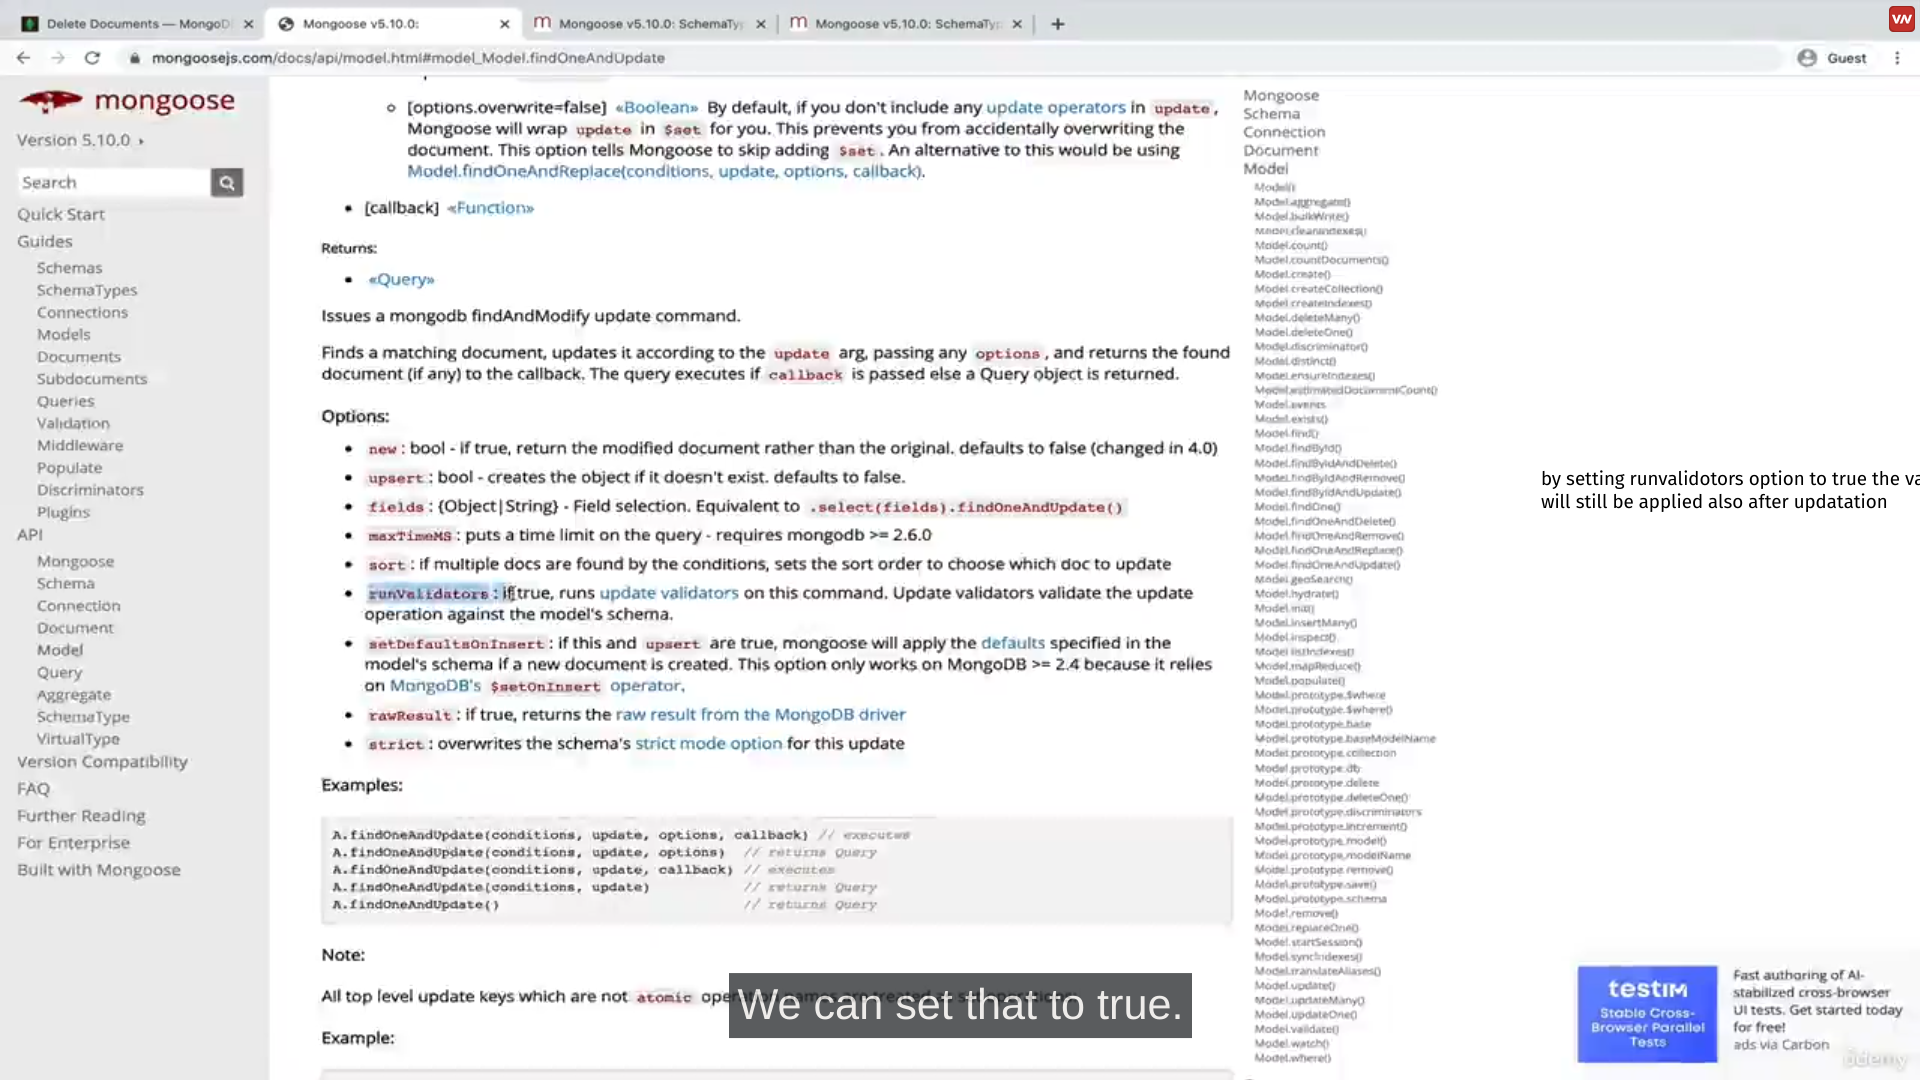 Delete Documents — MongoD
Mongoose v5.10.0:
Mongoose v5.10.0: SchemaTy
Mongoose v5.10.0: SchemaTy
mongoosejs.com/docs/api/model.html#model_Model.findOneAndUpdate
Guest
mongoose
Version 5.10.0
Search
Quick Start
Guides
Schemas
SchemaTypes
Connections
Models
Documents
Subdocuments
Queries
Validation
Middleware
Populate
Discriminators
Plugins
API
Mongoose
Schema
Connection
Document
Model
Query
Aggregate
SchemaType
VirtualType
Version Compatibility
FAQ
Further Reading
For Enterprise
Built with Mongoose
[options.overwrite=false] «Boolean» By default, if you don't include any update operators in update,
Mongoose will wrap update in $set for you. This prevents you from accidentally overwriting the
document. This option tells Mongoose to skip adding $set. An alternative to this would be using
Model.findOneAndReplace(conditions, update, options, callback).
[callback] «Function»
Returns:
«Query»
Issues a mongodb findAndModify update command.
Finds a matching document, updates it according to the update arg, passing any options, and returns the found
document (if any) to the callback. The query executes if callback is passed else a Query object is returned.
Options:
new: bool - if true, return the modified document rather than the original. defaults to false (changed in 4.0)
upsert: bool - creates the object if it doesn't exist. defaults to false.
fields: {Object|String} - Field selection. Equivalent to .select(fields).findOneAndUpdate()
maxTimeMS: puts a time limit on the query - requires mongodb >= 2.6.0
sort: if multiple docs are found by the conditions, sets the sort order to choose which doc to update
runValidators: if true, runs update validators on this command. Update validators validate the update
operation against the model's schema.
setDefaultsOnInsert: if this and upsert are true, mongoose will apply the defaults specified in the
model's schema if a new document is created. This option only works on MongoDB >= 2.4 because it relies
on MongoDB's $setOnInsert operator.
rawResult: if true, returns the raw result from the MongoDB driver
strict: overwrites the schema's strict mode option for this update
Examples:
A.findOneAndUpdate(conditions, update, options, callback) // executes
A.findOneAndUpdate(conditions, update, options)  // returns Query
A.findOneAndUpdate(conditions, update, callback) // executes
A.findOneAndUpdate(conditions, update)           // returns Query
A.findOneAndUpdate()                             // returns Query
Note:
All top level update keys which are not atomic
Example:
We can set that to true.
Mongoose
Schema
Connection
Document
Model
Model()
Model.aggregate()
Model.bulkWrite()
Model.cleanIndexes()
Model.count()
Model.countDocuments()
Model.create()
Model.createCollection()
Model.createIndexes()
Model.deleteMany()
Model.deleteOne()
Model.discriminator()
Model.distinct()
Model.ensureIndexes()
Model.estimatedDocumentCount()
Model.events
Model.exists()
Model.find()
Model.findById()
Model.findByIdAndDelete()
Model.findByIdAndRemove()
Model.findByIdAndUpdate()
Model.findOne()
Model.findOneAndDelete()
Model.findOneAndRemove()
Model.findOneAndReplace()
Model.findOneAndUpdate()
Model.geoSearch()
Model.hydrate()
Model.init()
Model.insertMany()
Model.inspect()
Model.listIndexes()
Model.mapReduce()
Model.populate()
Model.prototype.$where
Model.prototype.$where()
Model.prototype.base
Model.prototype.baseModelName
Model.prototype.collection
Model.prototype.db
Model.prototype.delete
Model.prototype.deleteOne()
Model.prototype.discriminators
Model.prototype.increment()
Model.prototype.model()
Model.prototype.modelName
Model.prototype.remove()
Model.prototype.save()
Model.prototype.schema
Model.remove()
Model.replaceOne()
Model.startSession()
Model.syncIndexes()
Model.translateAliases()
Model.update()
Model.updateMany()
Model.updateOne()
Model.validate()
Model.watch()
Model.where()
by setting runvalidotors option to true the va
will still be applied also after updatation
testim
Stable Cross-
Browser Parallel
Tests
Fast authoring of AI-
stabilized cross-browser
UI tests. Get started today
for free!
ads via Carbon
ûdemy